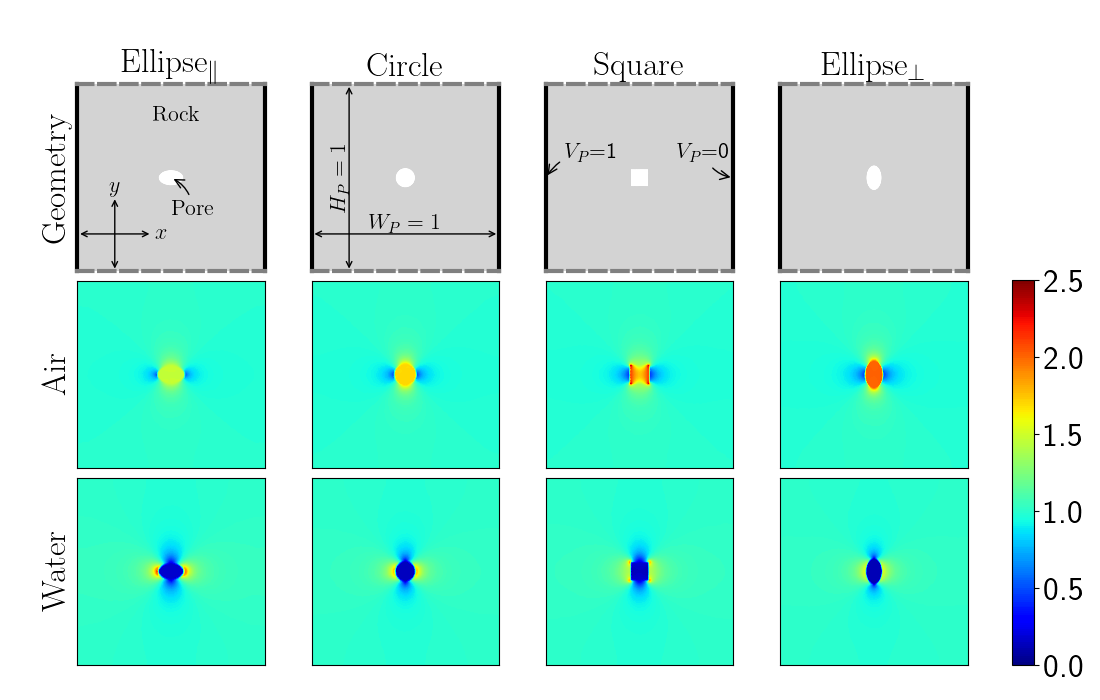 Ellipse∥ Circle Square Ellipse⊥
Geometry
Rock
Pore
y
x
H_P = 1
W_P = 1
V_P=1
V_P=0
Air
Water
2.5
2.0
1.5
1.0
0.5
0.0